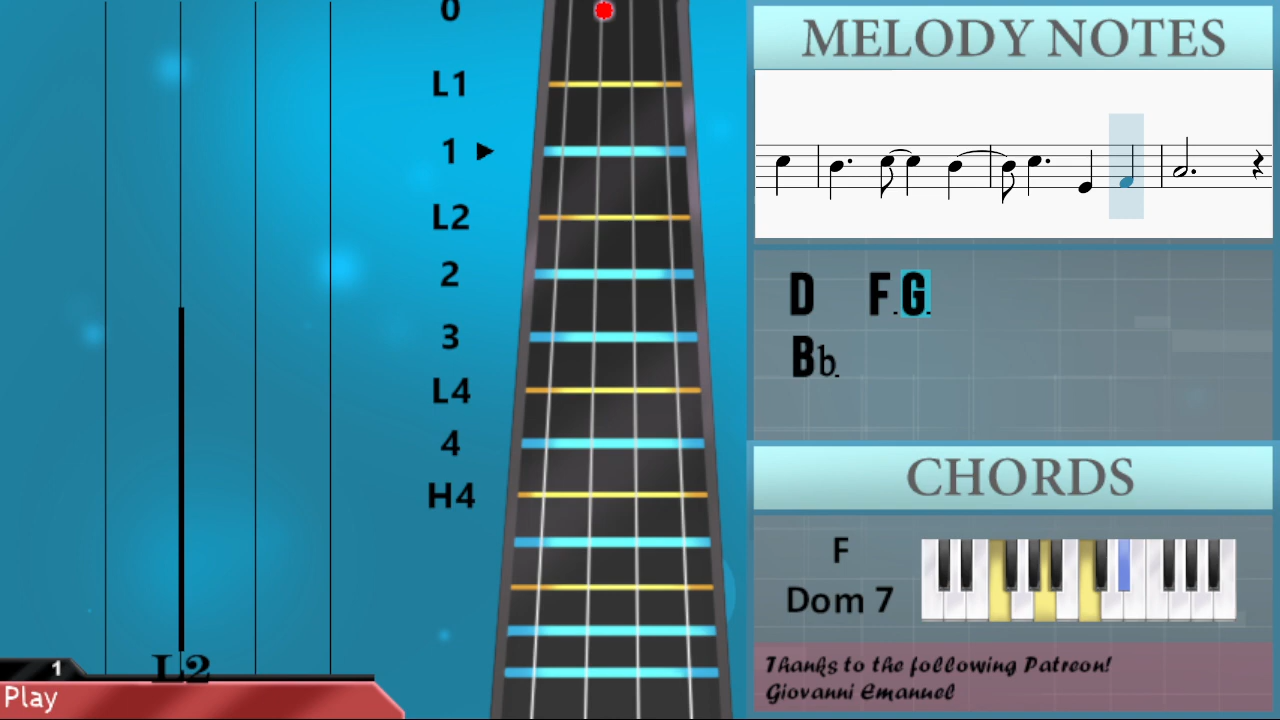 0
L1
1
L2
2
3
L4
4
H4
L2
1
Play
MELODY NOTES
D F. G.
Bb.
CHORDS
F
Dom 7
Thanks to the following Patreon!
Giovanni Emanuel